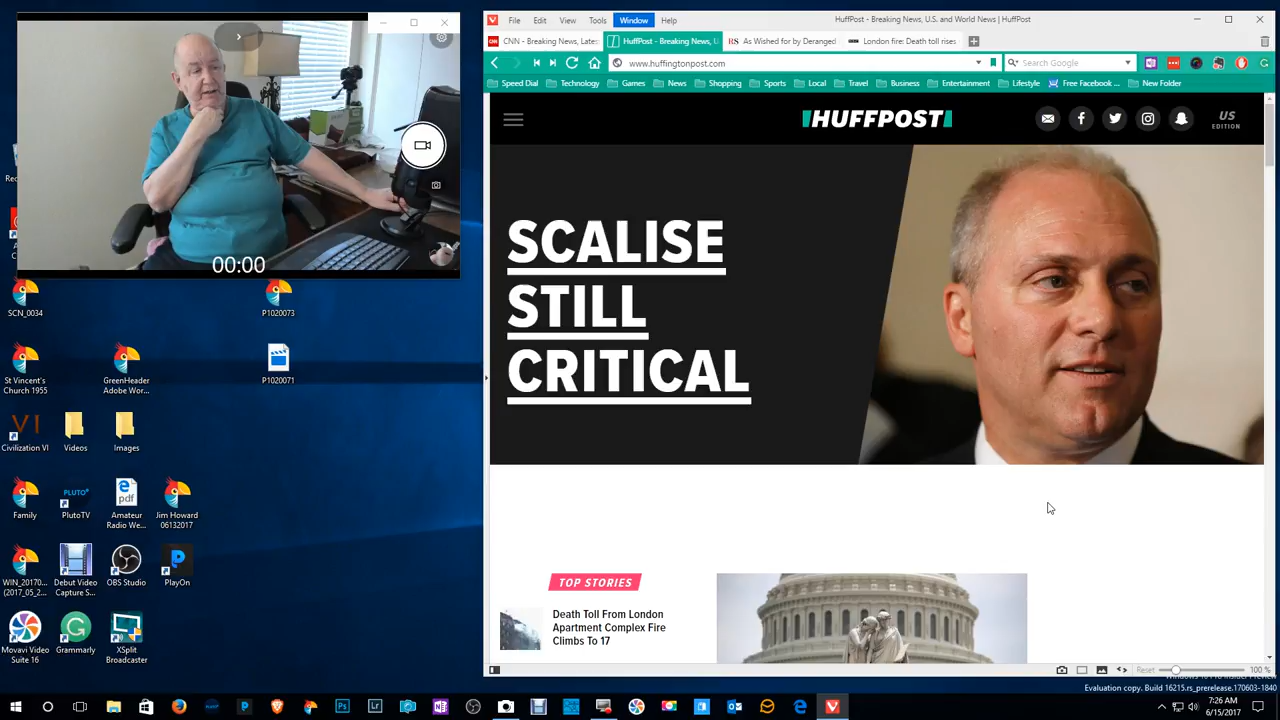 00:00
SCN_0034
P1020073
St Vincent's
Church 1955
GreenHeader
Adobe Wor...
P1020071
Civilization VI
Videos
Images
Family
PlutoTV
Amateur
Radio We...
Jim Howard
06132017
WIN_20170...
(2017_05_2...
Debut Video
Capture S...
OBS Studio
PlayOn
Movavi Video
Suite 16
Grammarly
XSplit
Broadcaster
File Edit View Tools Window Help
HuffPost - Breaking News, U.S. and World News | HuffPost
CNN - Breaking News, Lates
HuffPost - Breaking News, U
RS As Wished for by Deranged
London fire: Death toll rises
www.huffingtonpost.com
Search Google
Speed Dial Technology Games News Shopping Sports Local Travel Business Entertainment Lifestyle Free Facebook ... New Folder
HUFFPOST
US
EDITION
SCALISE
STILL
CRITICAL
TOP STORIES
Death Toll From London
Apartment Complex Fire
Climbs To 17
Reset 100 %
Evaluation copy. Build 16215.rs_prerelease.170603-1840
7:26 AM
6/15/2017